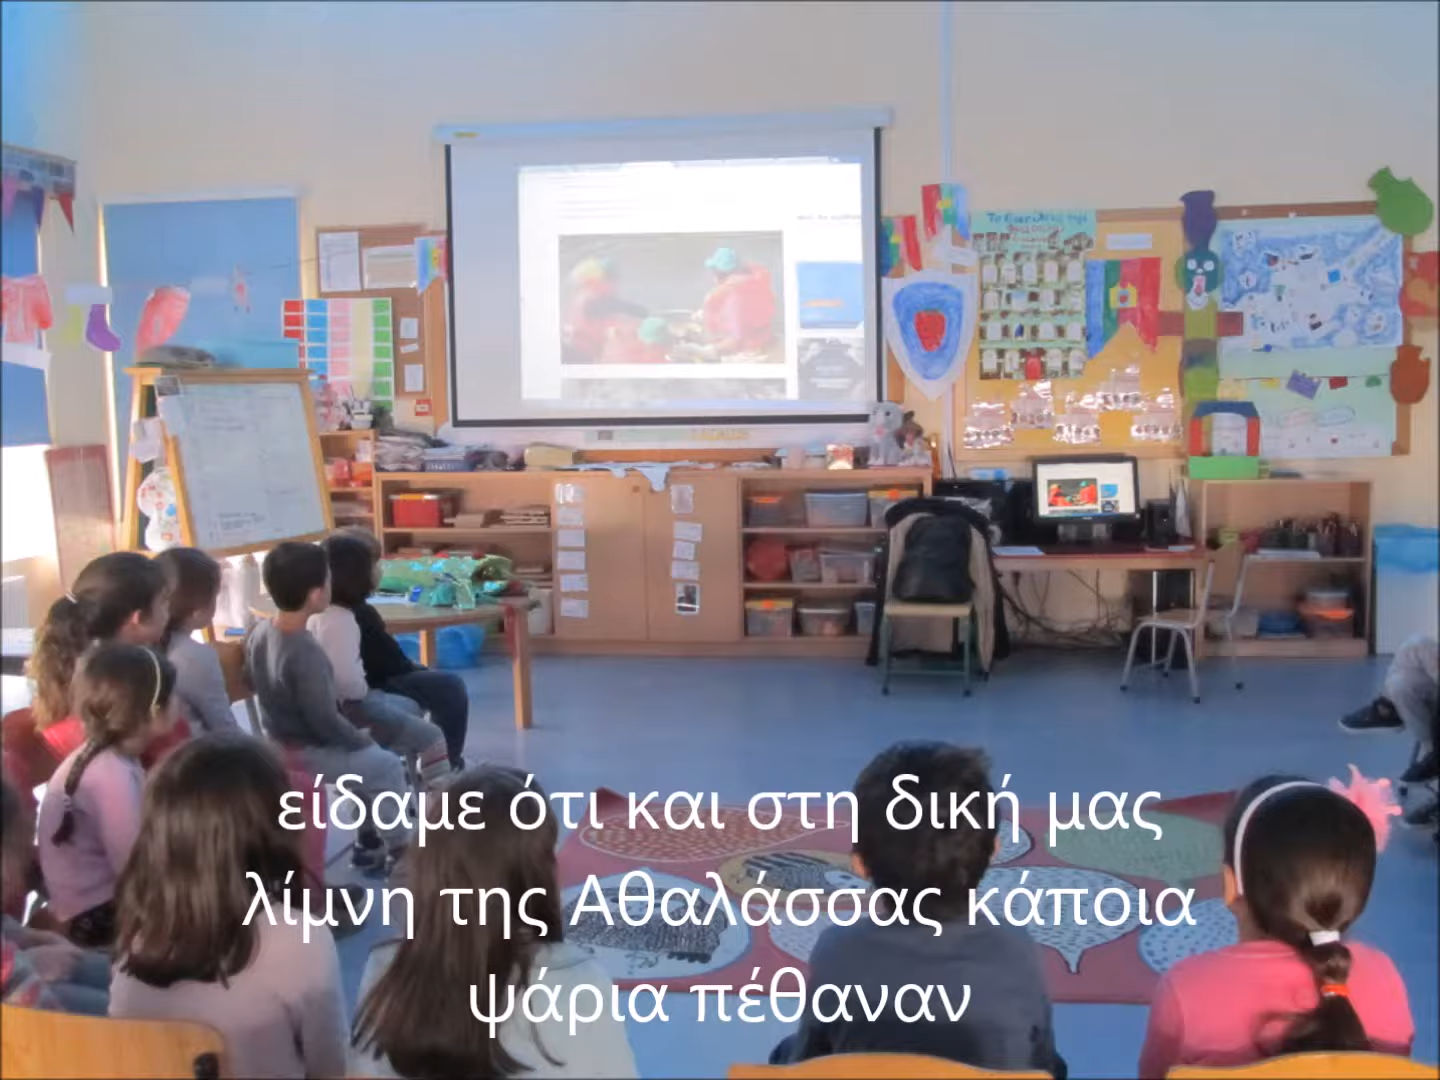 είδαμε ότι και στη δική μας
λίμνη της Αθαλάσσας κάποια
ψάρια πέθαναν